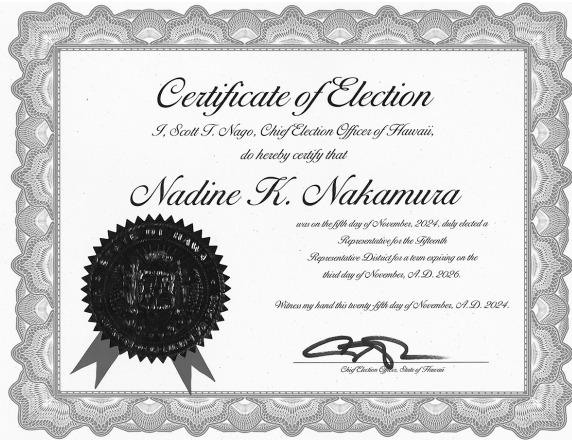 Certificate of Election
I, Scott T. Nago, Chief Election Officer of Hawaii,
do hereby certify that
Nadine K. Nakamura
was on the fifth day of November, 2024, duly elected a
Representative for the Fifteenth
Representative District for a term expiring on the
third day of November, A.D. 2026.
Witness my hand this twenty-fifth day of November, A.D. 2024.
Chief Election Officer, State of Hawaii